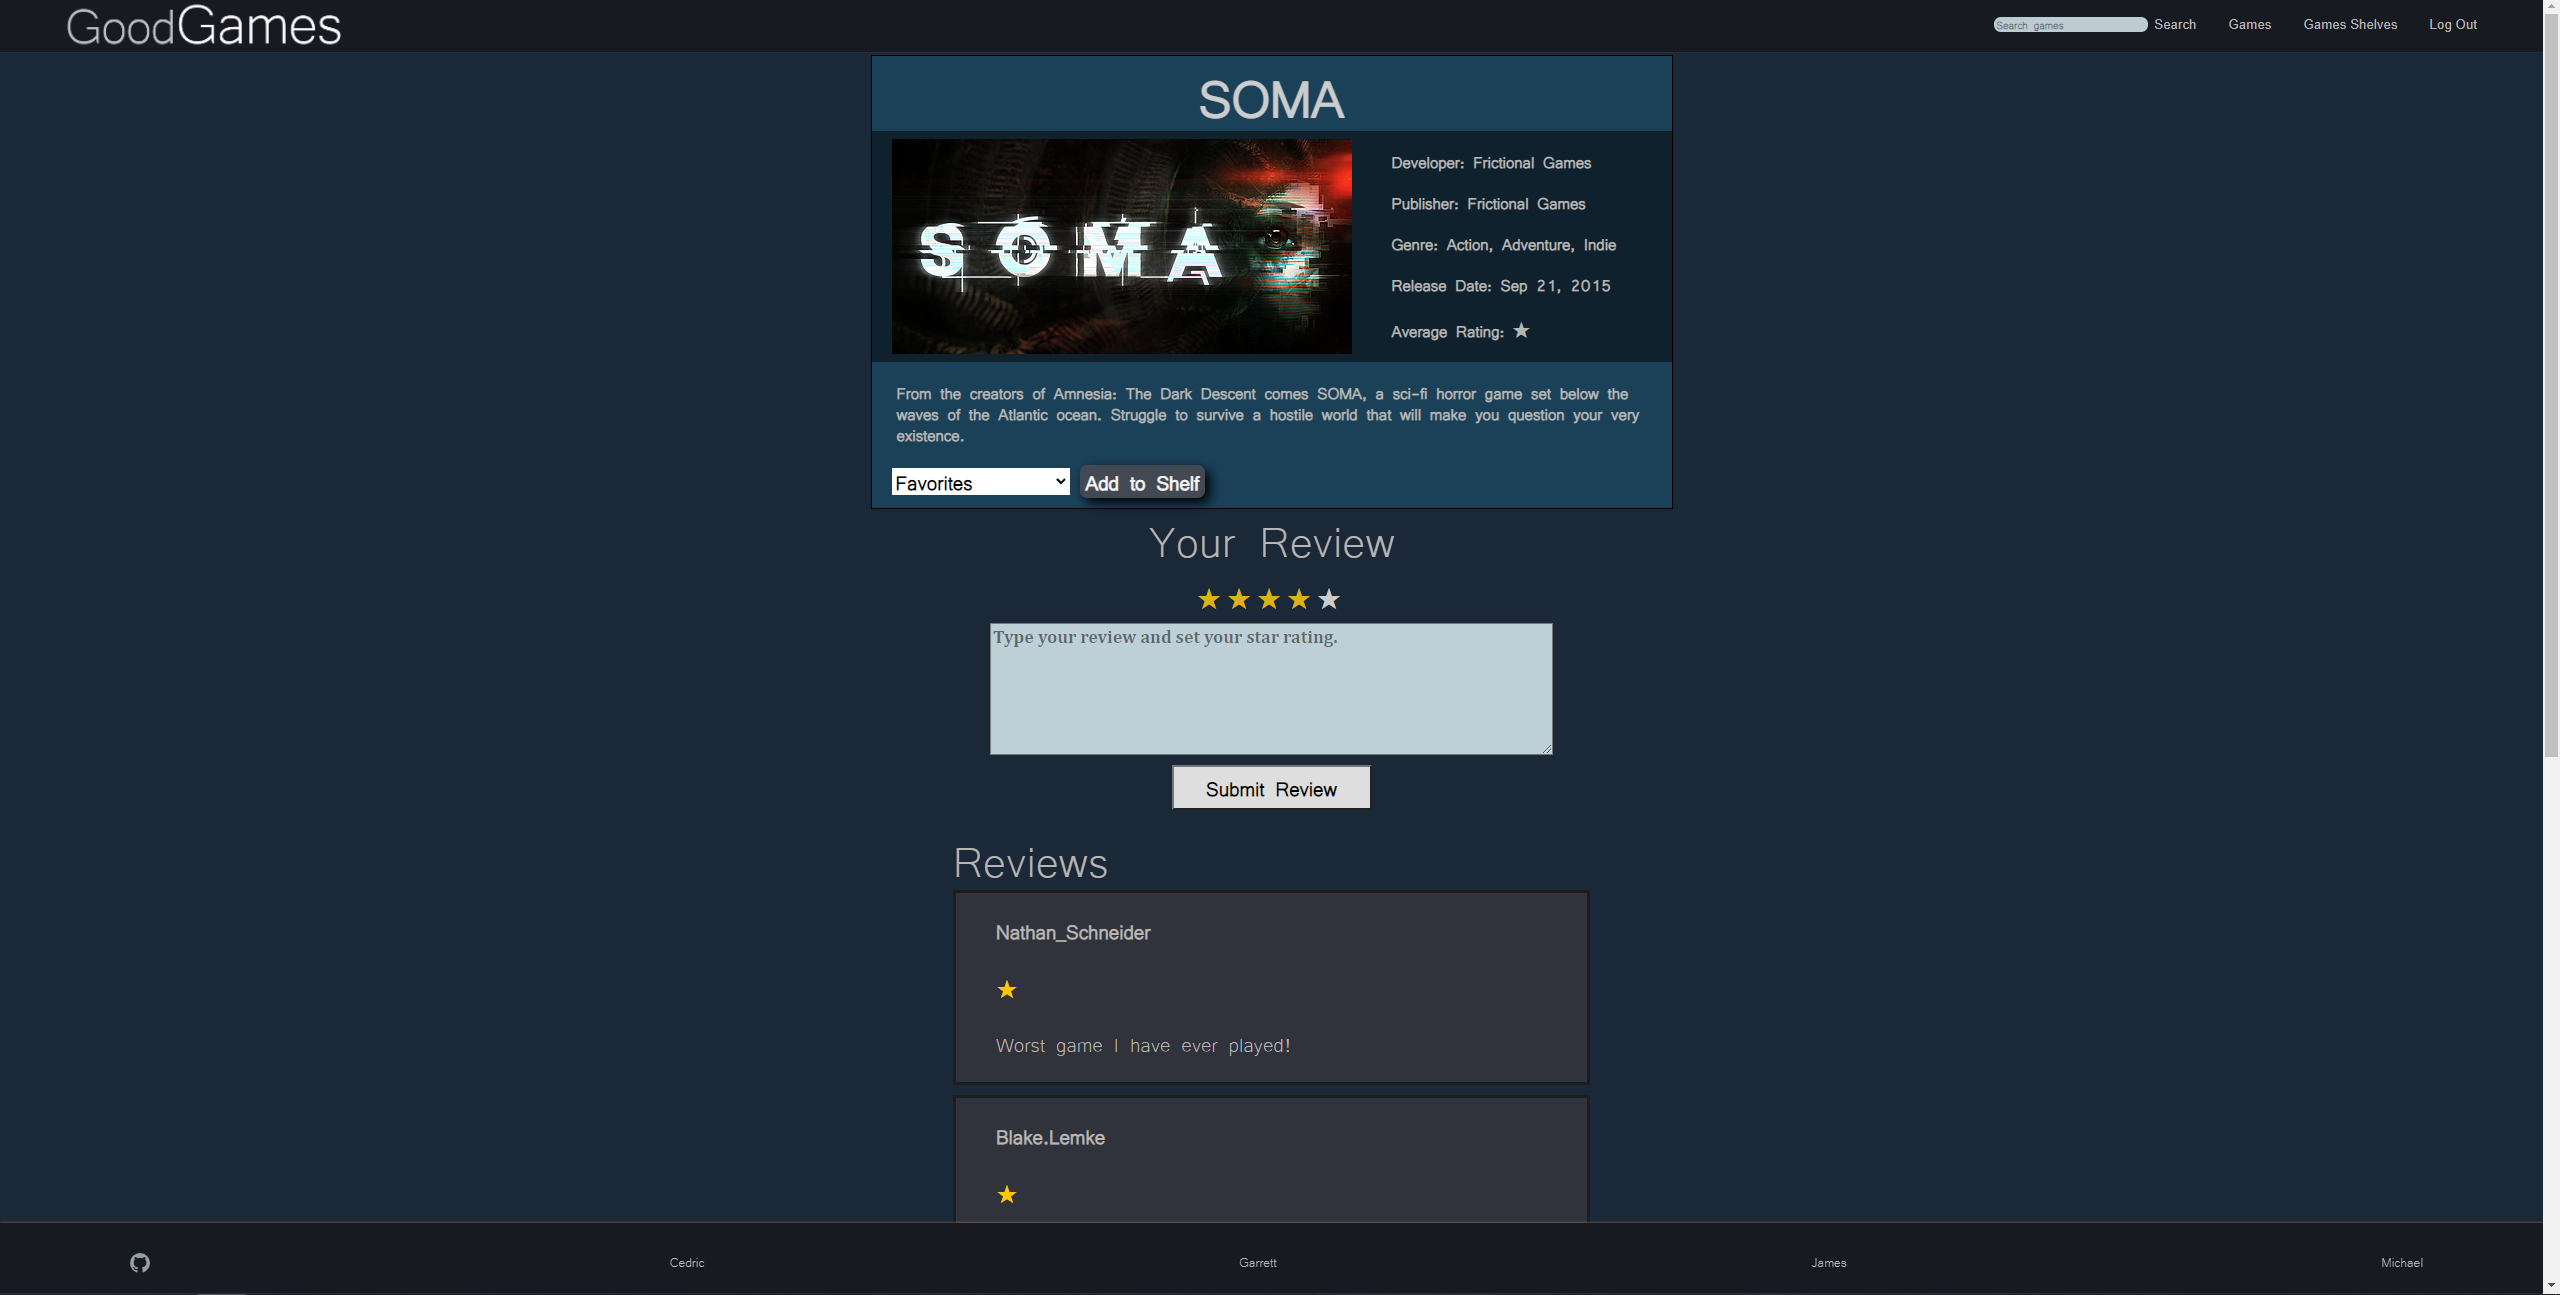 GoodGames
Search games Search Games Games Shelves Log Out
SOMA
SOMA
Developer: Frictional Games
Publisher: Frictional Games
Genre: Action, Adventure, Indie
Release Date: Sep 21, 2015
Average Rating: ★
From the creators of Amnesia: The Dark Descent comes SOMA, a sci-fi horror game set below the
waves of the Atlantic ocean. Struggle to survive a hostile world that will make you question your very
existence.
Favorites Add to Shelf
Your Review
★ ★ ★ ★ ★
Type your review and set your star rating.
Submit Review
Reviews
Nathan_Schneider
★
Worst game I have ever played!
Blake.Lemke
★
Cedric Garrett James Michael